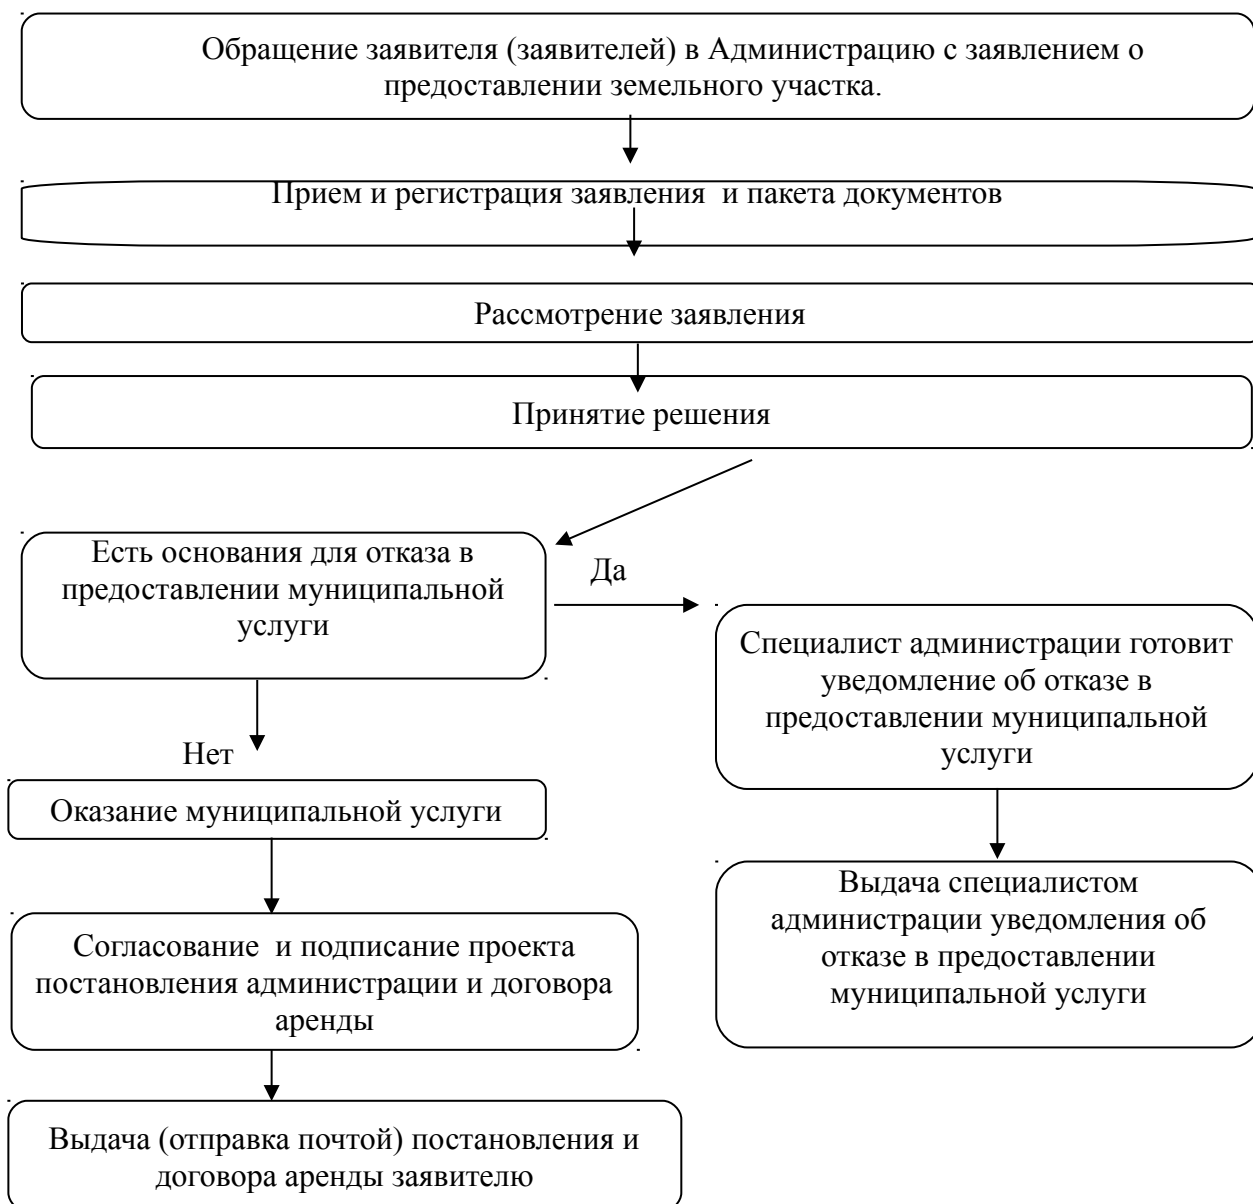 Обращение заявителя (заявителей) в Администрацию с заявлением о
предоставлении земельного участка.
Прием и регистрация заявления  и пакета документов
Рассмотрение заявления
Принятие решения
Есть основания для отказа в
предоставлении муниципальной
услуги
Да
Специалист администрации готовит
уведомление об отказе в
предоставлении муниципальной
услуги
Нет
Оказание муниципальной услуги
Выдача специалистом
администрации уведомления об
отказе в предоставлении
муниципальной услуги
Согласование  и подписание проекта
постановления администрации и договора
аренды
Выдача (отправка почтой) постановления и
договора аренды заявителю